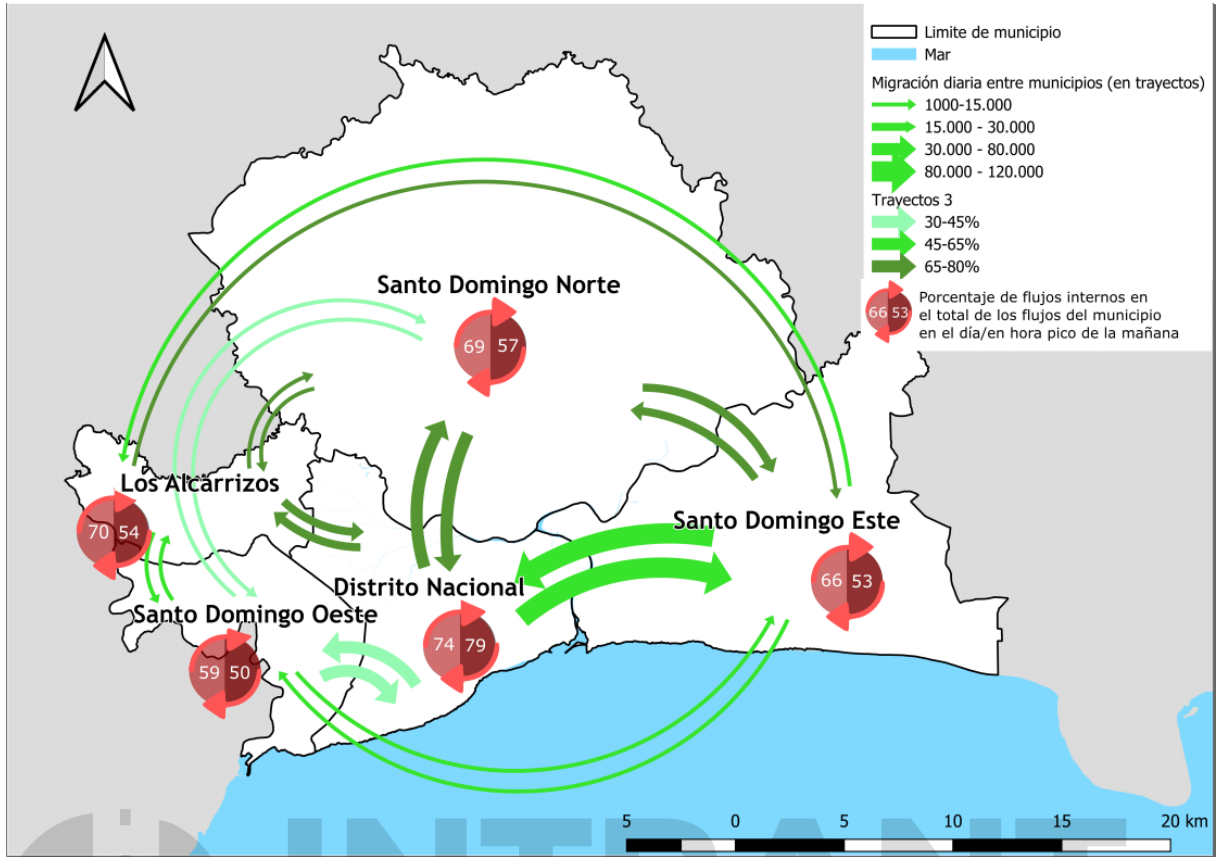 Limite de municipio
Mar
Migración diaria entre municipios (en trayectos)
1000-15.000
15.000 - 30.000
30.000 - 80.000
80.000 - 120.000
Trayectos 3
30-45%
45-65%
65-80%
66 53
Porcentaje de flujos internos en
el total de los flujos del municipio
en el día/en hora pico de la mañana
Santo Domingo Norte
69 57
Los Alcarrizos
70 54
Santo Domingo Este
66 53
Distrito Nacional
74 79
Santo Domingo Oeste
59 50
5 0 5 10 15 20 km
INTRANT